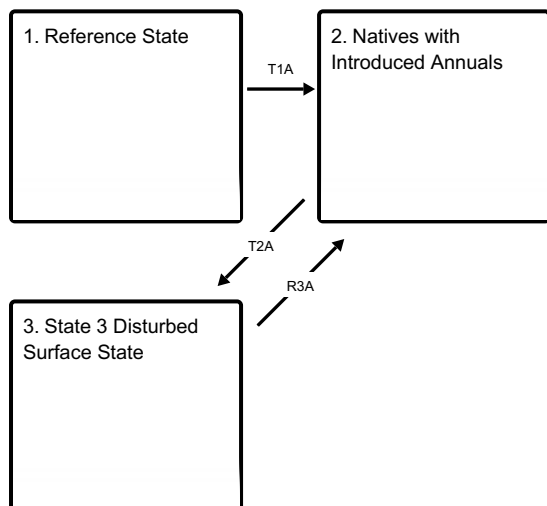 1. Reference State
T1A
2. Natives with
Introduced Annuals
T2A
R3A
3. State 3 Disturbed
Surface State